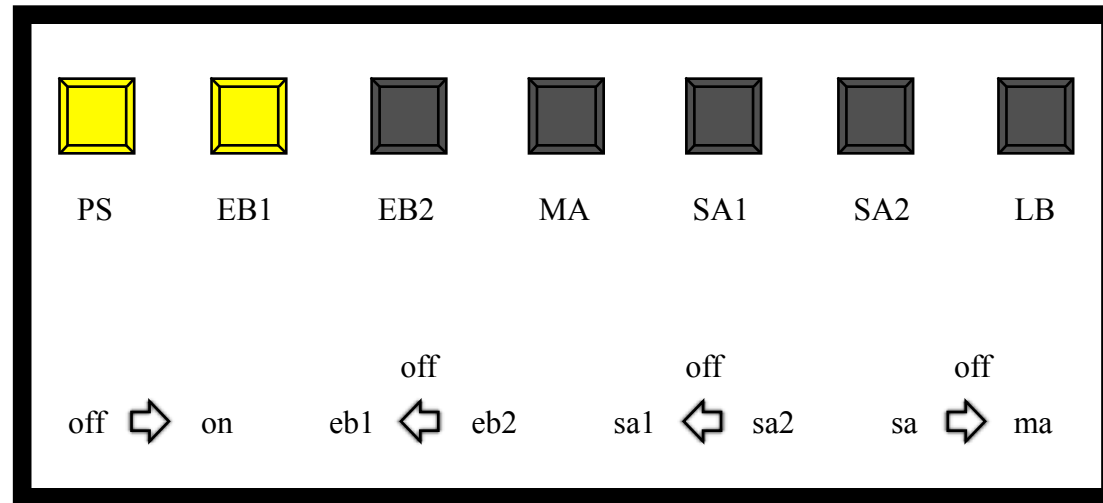 PS EB1 EB2 MA SA1 SA2 LB
off off off
off on eb1 eb2 sa1 sa2 sa ma